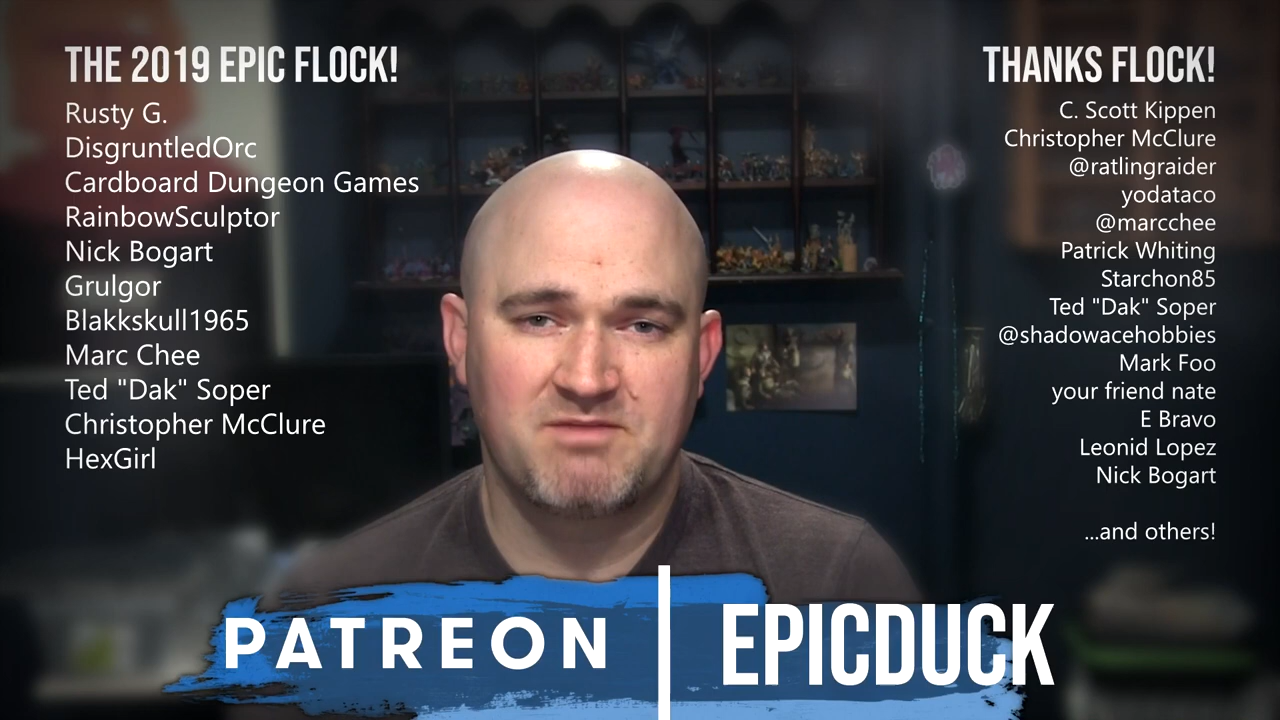 THE 2019 EPIC FLOCK!
Rusty G.
DisgruntledOrc
Cardboard Dungeon Games
RainbowSculptor
Nick Bogart
Grulgor
Blakkskull1965
Marc Chee
Ted "Dak" Soper
Christopher McClure
HexGirl
THANKS FLOCK!
C. Scott Kippen
Christopher McClure
@ratlingraider
yodataco
@marcchee
Patrick Whiting
Starchon85
Ted "Dak" Soper
@shadowacehobbies
Mark Foo
your friend nate
E Bravo
Leonid Lopez
Nick Bogart
...and others!
PATREON
EPICDUCK